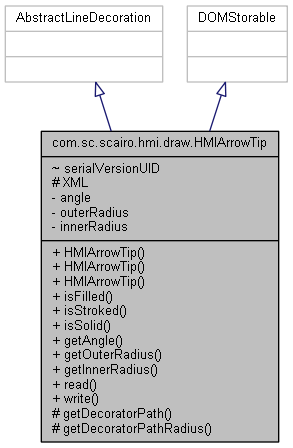 AbstractLineDecoration
DOMStorable
com.sc.scairo.hmi.draw.HMIArrowTip
~ serialVersionUID
# XML
- angle
- outerRadius
- innerRadius
+ HMIArrowTip()
+ HMIArrowTip()
+ HMIArrowTip()
+ isFilled()
+ isStroked()
+ isSolid()
+ getAngle()
+ getOuterRadius()
+ getInnerRadius()
+ read()
+ write()
# getDecoratorPath()
# getDecoratorPathRadius()